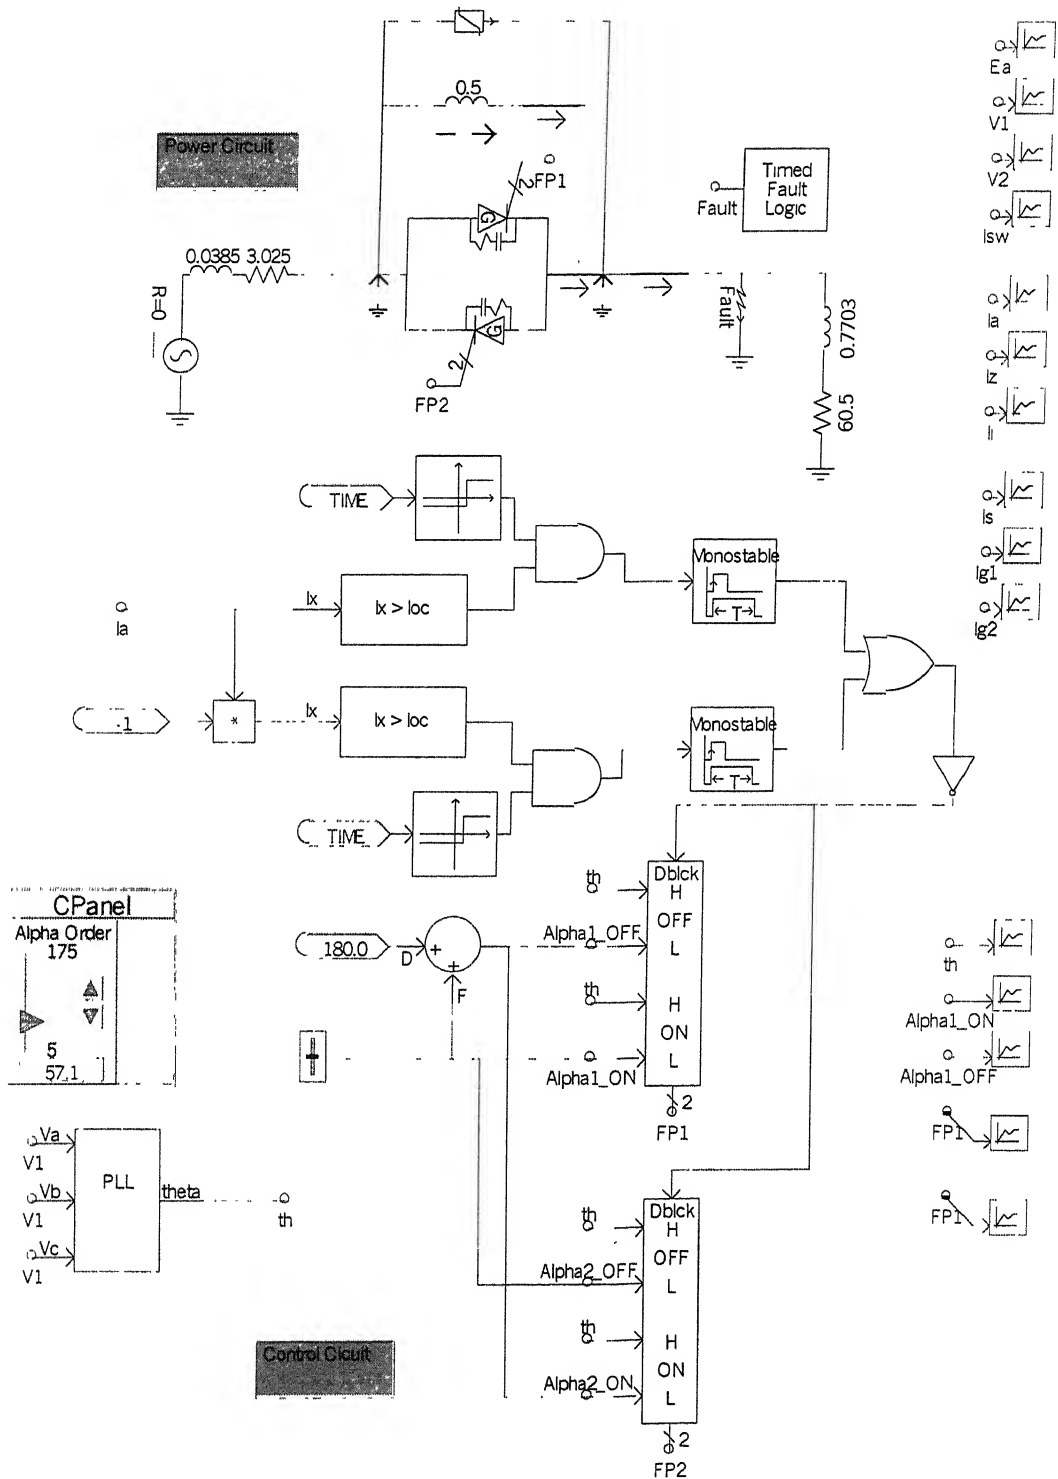 0.5
Power Circuit
FP1
2
G
Timed
Fault
Logic
Fault
0.0385 3.025
R=0
G
2
FP2
Fault
0.7703
60.5
Ea
V1
V2
Isw
Ia
Iz
Is
Ig1
Ig2
TIME
Monostable
T
Ix
Ix > Ioc
Ia
-1
*
Ix
Ix > Ioc
Monostable
T
TIME
CPanel
Alpha Order
175
5
57.1
180.0
D
+
+
F
th
Alpha1_OFF
th
Alpha1_ON
Dblck
H
OFF
L
H
ON
L
2
FP1
th
Alpha1_ON
Alpha1_OFF
FP1
FP1
Va
V1
Vb
V1
Vc
V1
PLL
theta
th
th
Alpha2_OFF
th
Alpha2_ON
Dblck
H
OFF
L
H
ON
L
2
FP2
Control Cicuit